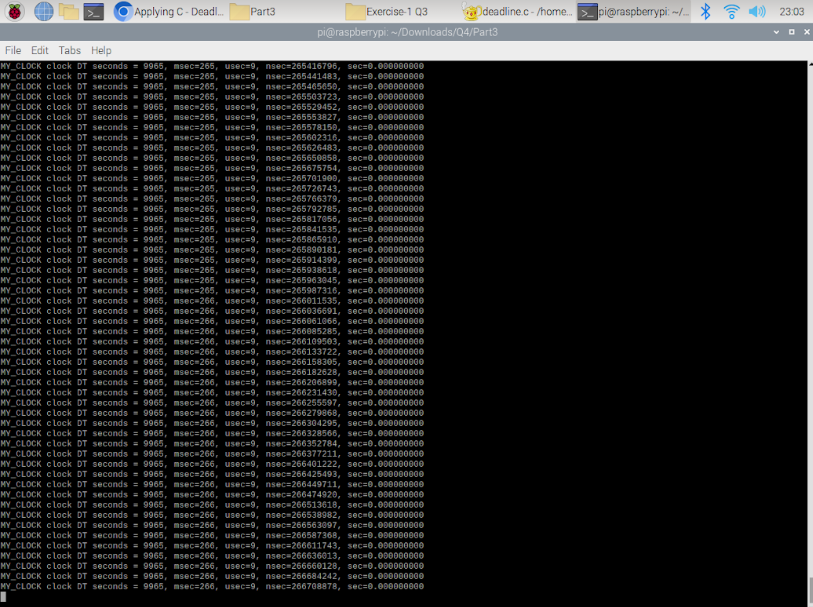 Applying C - Deadl... Part3 Exercise-1 Q3 deadline.c - /home... pi@raspberrypi: ~/... 23:03
pi@raspberrypi: ~/Downloads/Q4/Part3
File Edit Tabs Help
MY_CLOCK clock DT seconds = 9965, msec=265, usec=9, nsec=265416796, sec=0.000000000
MY_CLOCK clock DT seconds = 9965, msec=265, usec=9, nsec=265441483, sec=0.000000000
MY_CLOCK clock DT seconds = 9965, msec=265, usec=9, nsec=265465650, sec=0.000000000
MY_CLOCK clock DT seconds = 9965, msec=265, usec=9, nsec=265503723, sec=0.000000000
MY_CLOCK clock DT seconds = 9965, msec=265, usec=9, nsec=265529452, sec=0.000000000
MY_CLOCK clock DT seconds = 9965, msec=265, usec=9, nsec=265553827, sec=0.000000000
MY_CLOCK clock DT seconds = 9965, msec=265, usec=9, nsec=265578150, sec=0.000000000
MY_CLOCK clock DT seconds = 9965, msec=265, usec=9, nsec=265602316, sec=0.000000000
MY_CLOCK clock DT seconds = 9965, msec=265, usec=9, nsec=265626483, sec=0.000000000
MY_CLOCK clock DT seconds = 9965, msec=265, usec=9, nsec=265650858, sec=0.000000000
MY_CLOCK clock DT seconds = 9965, msec=265, usec=9, nsec=265675754, sec=0.000000000
MY_CLOCK clock DT seconds = 9965, msec=265, usec=9, nsec=265701900, sec=0.000000000
MY_CLOCK clock DT seconds = 9965, msec=265, usec=9, nsec=265726743, sec=0.000000000
MY_CLOCK clock DT seconds = 9965, msec=265, usec=9, nsec=265766379, sec=0.000000000
MY_CLOCK clock DT seconds = 9965, msec=265, usec=9, nsec=265792785, sec=0.000000000
MY_CLOCK clock DT seconds = 9965, msec=265, usec=9, nsec=265817056, sec=0.000000000
MY_CLOCK clock DT seconds = 9965, msec=265, usec=9, nsec=265841535, sec=0.000000000
MY_CLOCK clock DT seconds = 9965, msec=265, usec=9, nsec=265865910, sec=0.000000000
MY_CLOCK clock DT seconds = 9965, msec=265, usec=9, nsec=265890181, sec=0.000000000
MY_CLOCK clock DT seconds = 9965, msec=265, usec=9, nsec=265914399, sec=0.000000000
MY_CLOCK clock DT seconds = 9965, msec=265, usec=9, nsec=265938618, sec=0.000000000
MY_CLOCK clock DT seconds = 9965, msec=265, usec=9, nsec=265963045, sec=0.000000000
MY_CLOCK clock DT seconds = 9965, msec=265, usec=9, nsec=265987316, sec=0.000000000
MY_CLOCK clock DT seconds = 9965, msec=266, usec=9, nsec=266011535, sec=0.000000000
MY_CLOCK clock DT seconds = 9965, msec=266, usec=9, nsec=266036691, sec=0.000000000
MY_CLOCK clock DT seconds = 9965, msec=266, usec=9, nsec=266061066, sec=0.000000000
MY_CLOCK clock DT seconds = 9965, msec=266, usec=9, nsec=266085285, sec=0.000000000
MY_CLOCK clock DT seconds = 9965, msec=266, usec=9, nsec=266109503, sec=0.000000000
MY_CLOCK clock DT seconds = 9965, msec=266, usec=9, nsec=266133722, sec=0.000000000
MY_CLOCK clock DT seconds = 9965, msec=266, usec=9, nsec=266158305, sec=0.000000000
MY_CLOCK clock DT seconds = 9965, msec=266, usec=9, nsec=266182628, sec=0.000000000
MY_CLOCK clock DT seconds = 9965, msec=266, usec=9, nsec=266206899, sec=0.000000000
MY_CLOCK clock DT seconds = 9965, msec=266, usec=9, nsec=266231430, sec=0.000000000
MY_CLOCK clock DT seconds = 9965, msec=266, usec=9, nsec=266255597, sec=0.000000000
MY_CLOCK clock DT seconds = 9965, msec=266, usec=9, nsec=266279868, sec=0.000000000
MY_CLOCK clock DT seconds = 9965, msec=266, usec=9, nsec=266304295, sec=0.000000000
MY_CLOCK clock DT seconds = 9965, msec=266, usec=9, nsec=266328566, sec=0.000000000
MY_CLOCK clock DT seconds = 9965, msec=266, usec=9, nsec=266352784, sec=0.000000000
MY_CLOCK clock DT seconds = 9965, msec=266, usec=9, nsec=266377211, sec=0.000000000
MY_CLOCK clock DT seconds = 9965, msec=266, usec=9, nsec=266401222, sec=0.000000000
MY_CLOCK clock DT seconds = 9965, msec=266, usec=9, nsec=266425493, sec=0.000000000
MY_CLOCK clock DT seconds = 9965, msec=266, usec=9, nsec=266449711, sec=0.000000000
MY_CLOCK clock DT seconds = 9965, msec=266, usec=9, nsec=266474920, sec=0.000000000
MY_CLOCK clock DT seconds = 9965, msec=266, usec=9, nsec=266513618, sec=0.000000000
MY_CLOCK clock DT seconds = 9965, msec=266, usec=9, nsec=266538982, sec=0.000000000
MY_CLOCK clock DT seconds = 9965, msec=266, usec=9, nsec=266563097, sec=0.000000000
MY_CLOCK clock DT seconds = 9965, msec=266, usec=9, nsec=266587368, sec=0.000000000
MY_CLOCK clock DT seconds = 9965, msec=266, usec=9, nsec=266611743, sec=0.000000000
MY_CLOCK clock DT seconds = 9965, msec=266, usec=9, nsec=266636013, sec=0.000000000
MY_CLOCK clock DT seconds = 9965, msec=266, usec=9, nsec=266660128, sec=0.000000000
MY_CLOCK clock DT seconds = 9965, msec=266, usec=9, nsec=266684242, sec=0.000000000
MY_CLOCK clock DT seconds = 9965, msec=266, usec=9, nsec=266708878, sec=0.000000000